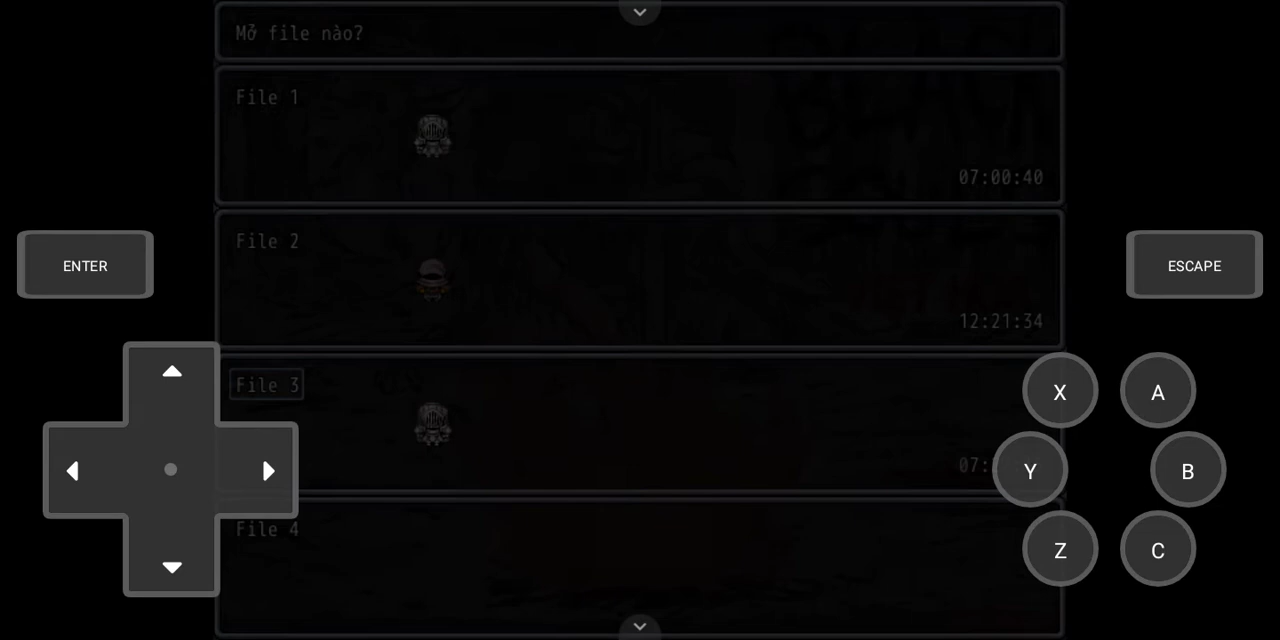 Mở file nào?
File 1
07:00:40
File 2
12:21:34
ENTER
ESCAPE
File 3
07:
File 4
X
A
Y
B
Z
C